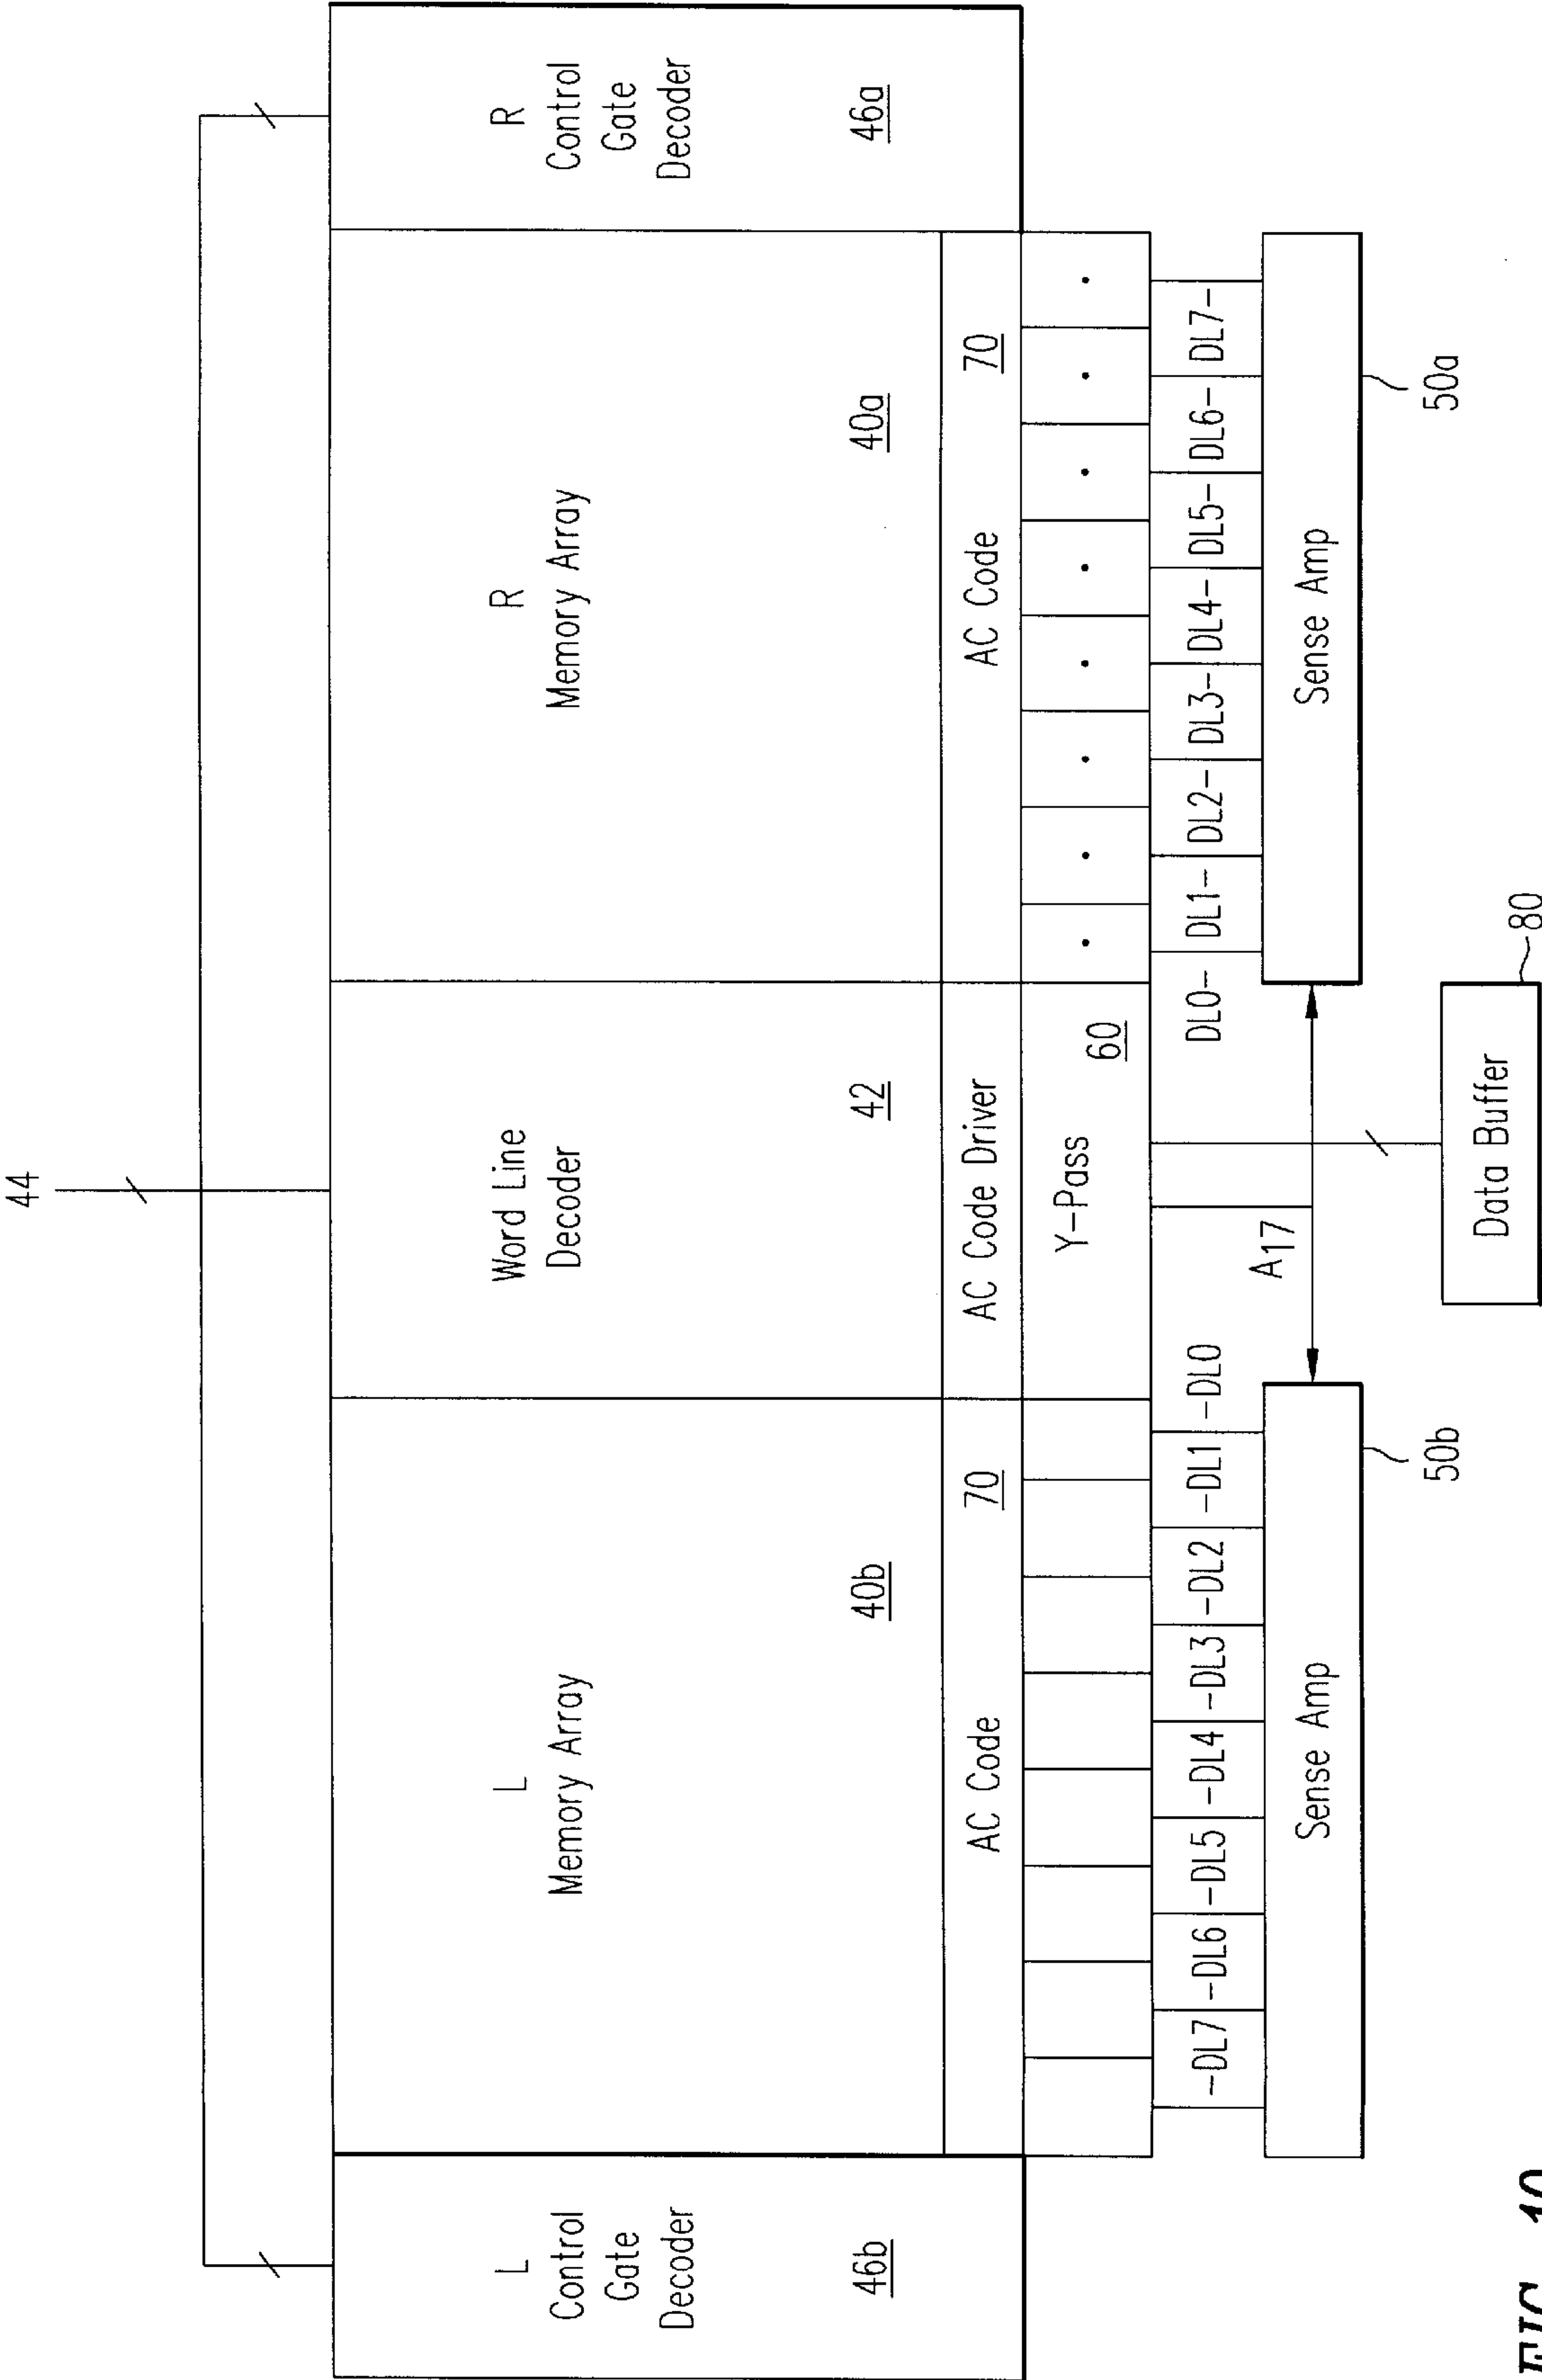 44
L
Control
Gate
Decoder
46b
L
Memory Array
40b
Word Line
Decoder
42
R
Memory Array
40a
R
Control
Gate
Decoder
46a
AC Code 70
AC Code Driver
AC Code 70
Y-Pass 60
-DL7 -DL6 -DL5 -DL4 -DL3 -DL2 -DL1 -DL0
DL0- DL1- DL2- DL3- DL4- DL5- DL6- DL7-
A17
Sense Amp
Sense Amp
50b
50a
Data Buffer
80
FIG. 10